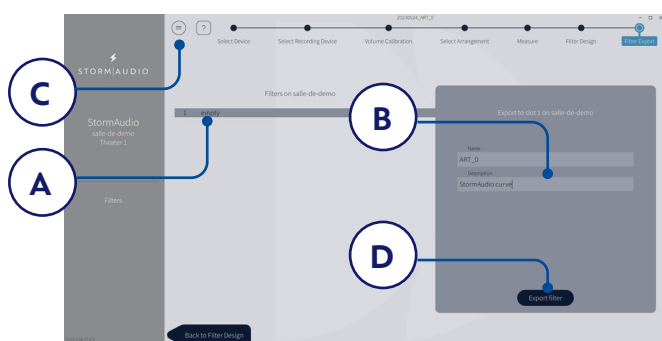 20230524_ART_0
?
Select Device
Select Recording Device
Volume Calibration
Select Arrangement
Measure
Filter Design
Filter Export
STORM|AUDIO
C
Filters on salle-de-demo
1 empty
B
Export to slot 1 on salle-de-demo
StormAudio
salle-de-demo
Theater 1
Name
ART_0
A
Description
StormAudio curve
Filters
D
Export filter
Back to Filter Design